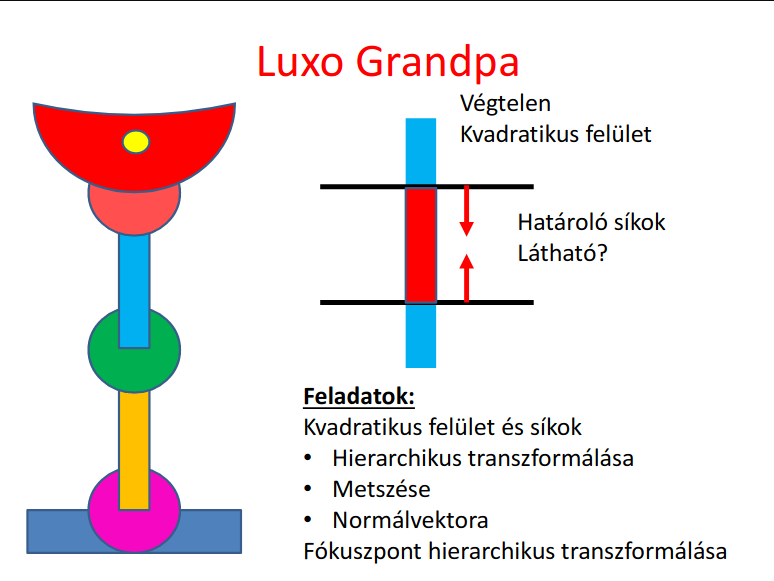 Luxo Grandpa
Végtelen
Kvadratikus felület
Határoló síkok
Látható?
Feladatok:
Kvadratikus felület és síkok
• Hierarchikus transzformálása
• Metszése
• Normálvektora
Fókuszpont hierarchikus transzformálása